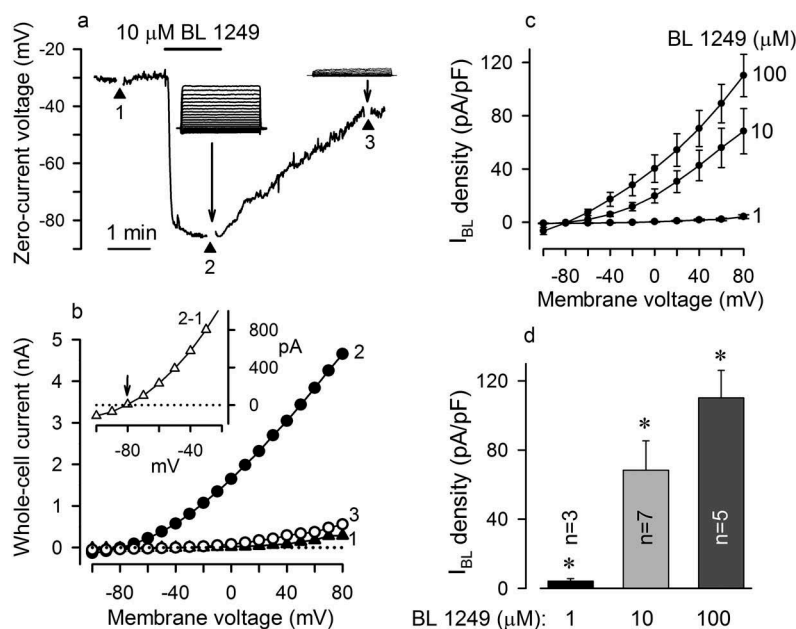 a
10 µM BL 1249
Zero-current voltage (mV)
-20
-40
-60
-80
1
2
3
1 min
b
Whole-cell current (nA)
5
4
3
2
1
0
2-1
pA
800
400
0
-80
-40
mV
2
3
1
-80
-40
0
40
80
Membrane voltage (mV)
c
BL 1249 (µM)
I_BL density (pA/pF)
120
80
40
0
100
10
1
-80
-40
0
40
80
Membrane voltage (mV)
d
I_BL density (pA/pF)
120
80
40
0
n=3
n=7
n=5
*
*
*
BL 1249 (µM): 1 10 100